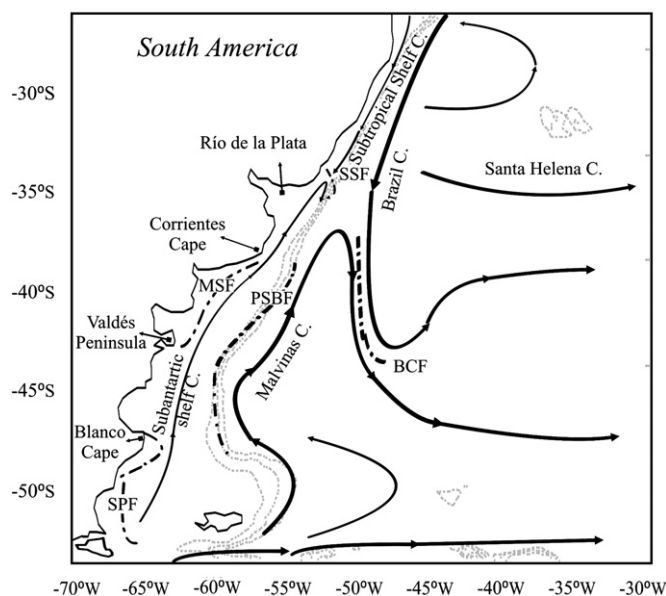 South America
-30ºS
Subtropical Shelf C.
Río de la Plata
SSF
Santa Helena C.
-35ºS
Brazil C.
Corrientes
Cape
-40ºS
MSF
PSBF
Valdés
Peninsula
Malvinas C.
BCF
Subantartic
shelf C.
-45ºS
Blanco
Cape
-50ºS
SPF
-70ºW
-65ºW
-60ºW
-55ºW
-50ºW
-45ºW
-40ºW
-35ºW
-30ºW